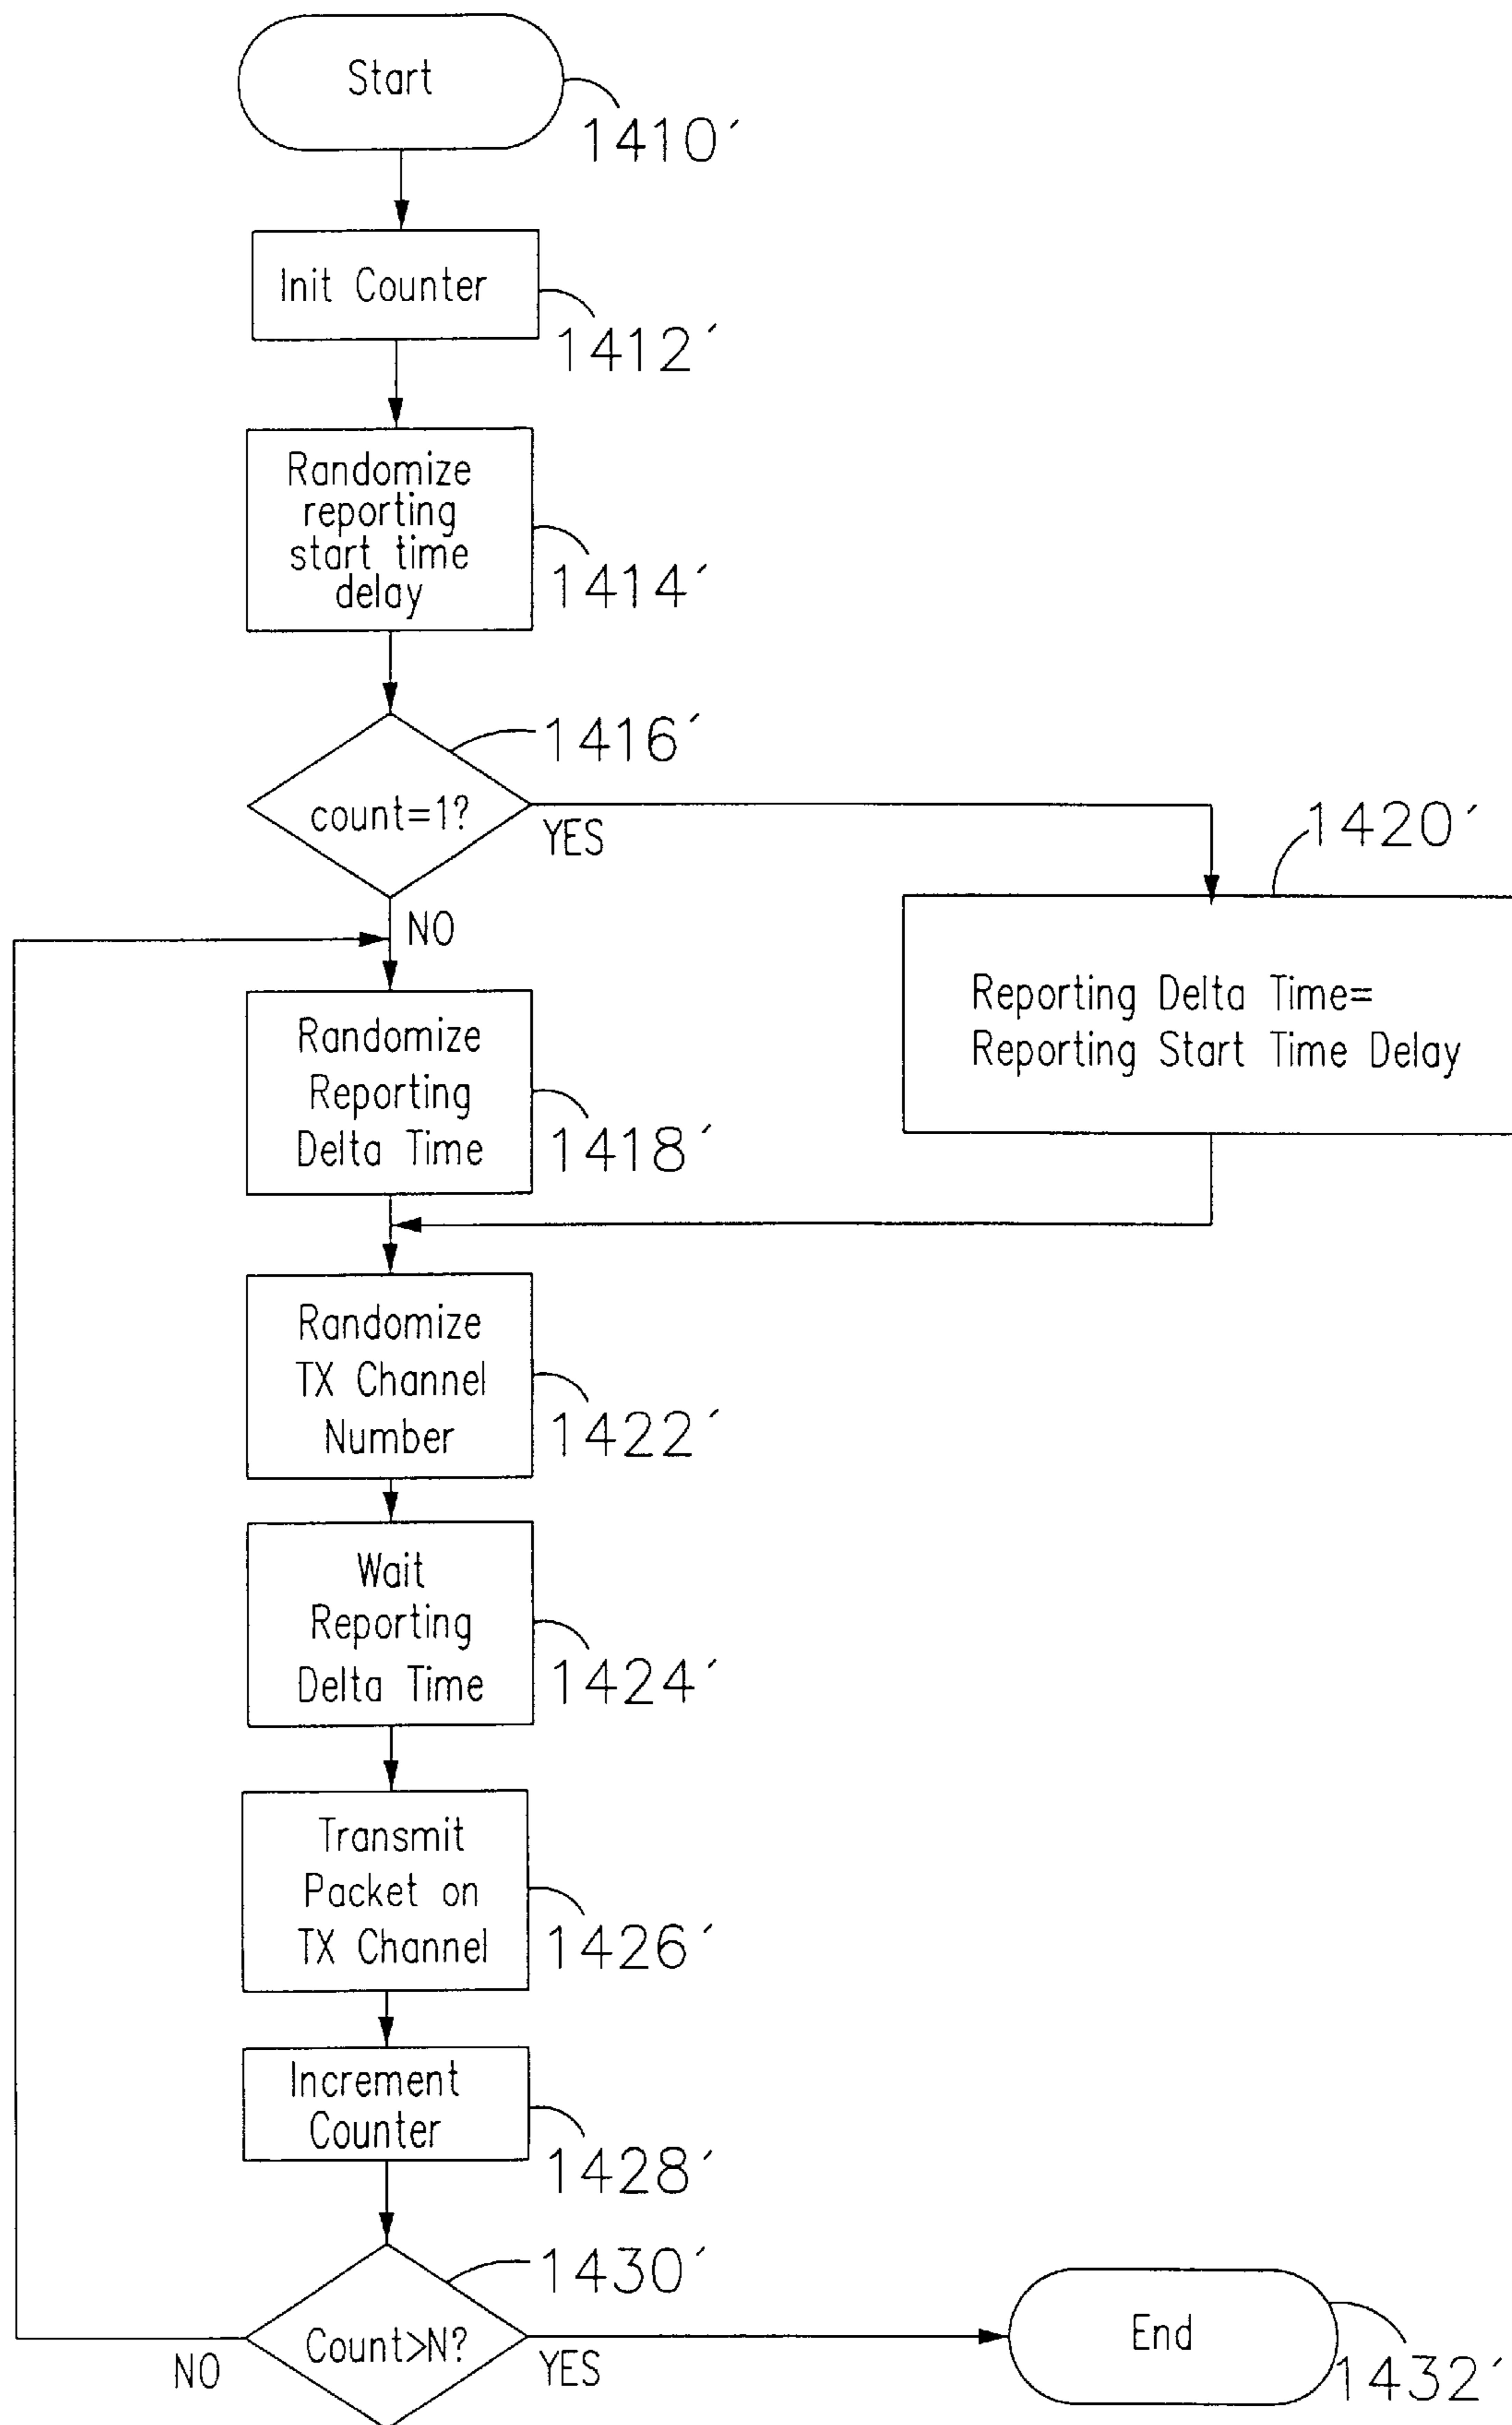 Start
1410´
Init Counter
1412´
Randomize
reporting
start time
delay
1414´
1416´
count=1?
YES
NO
1420´
Reporting Delta Time=
Reporting Start Time Delay
Randomize
Reporting
Delta Time
1418´
Randomize
TX Channel
Number
1422´
Wait
Reporting
Delta Time
1424´
Transmit
Packet on
TX Channel
1426´
Increment
Counter
1428´
1430´
Count>N?
NO
YES
End
1432´